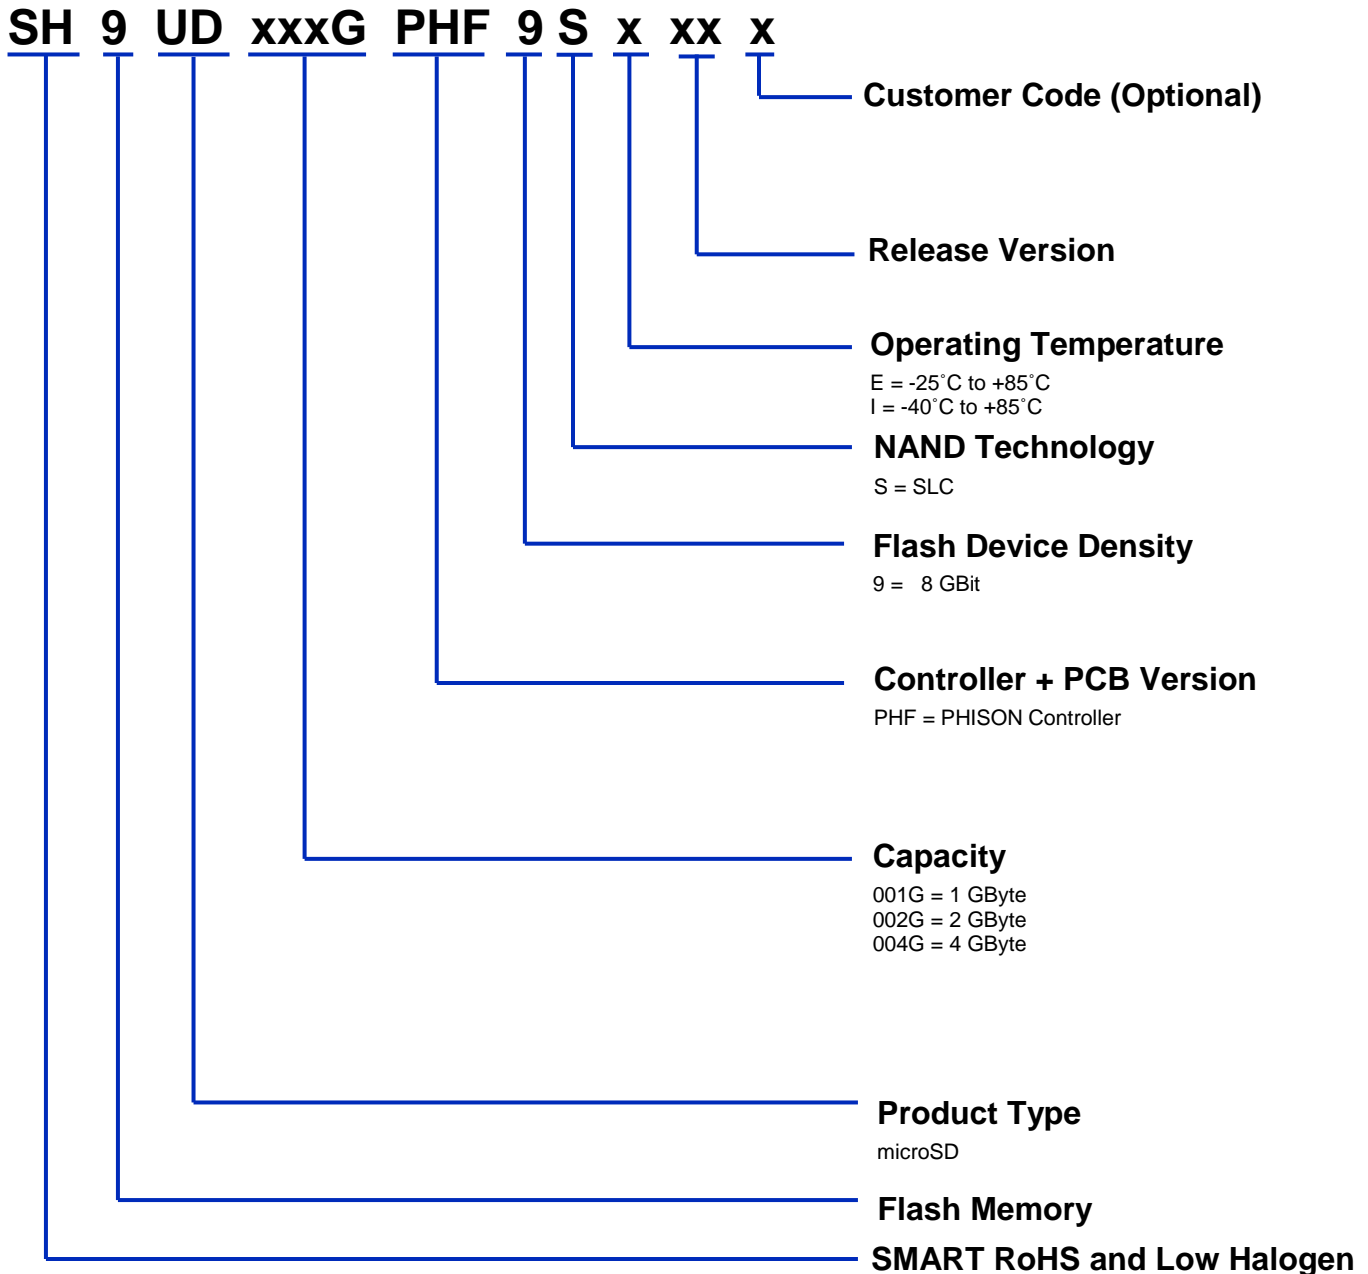 SH 9 UD xxxG PHF 9 S x xx x
Customer Code (Optional)
Release Version
Operating Temperature
E = -25˚C to +85˚C
I = -40˚C to +85˚C
NAND Technology
S = SLC
Flash Device Density
9 = 8 GBit
Controller + PCB Version
PHF = PHISON Controller
Capacity
001G = 1 GByte
002G = 2 GByte
004G = 4 GByte
Product Type
microSD
Flash Memory
SMART RoHS and Low Halogen